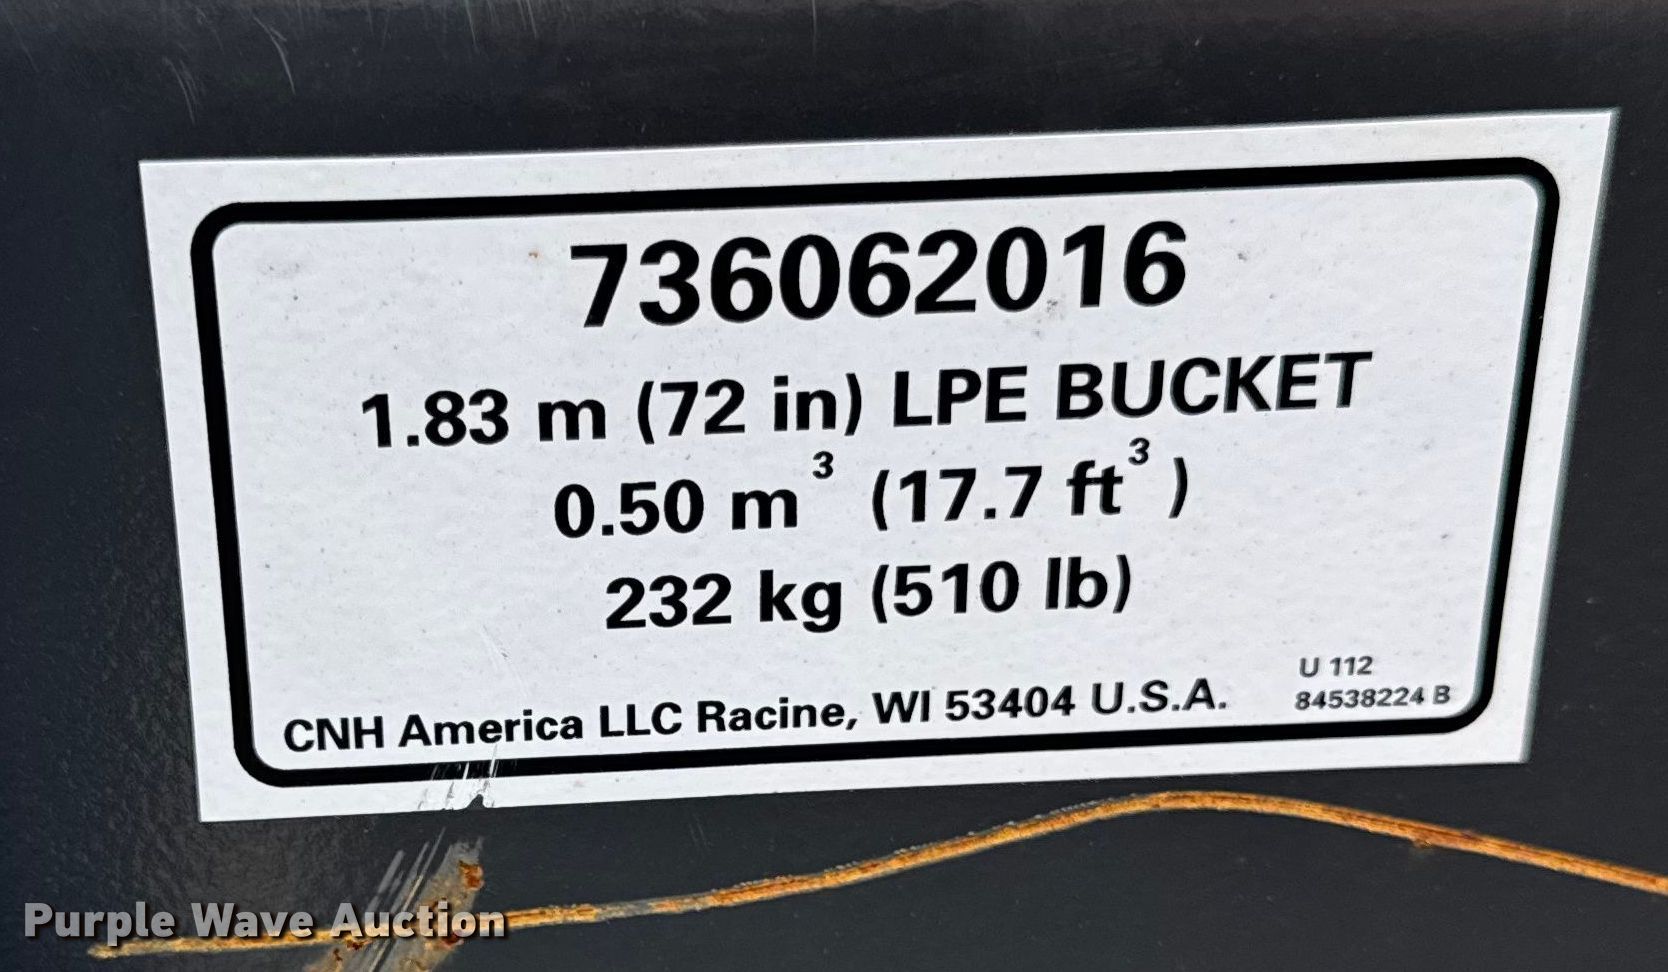 736062016
1.83 m (72 in) LPE BUCKET
0.50 m³ (17.7 ft³ )
232 kg (510 lb)
U 112
84538224 B
CNH America LLC Racine, WI 53404 U.S.A.
Purple Wave Auction